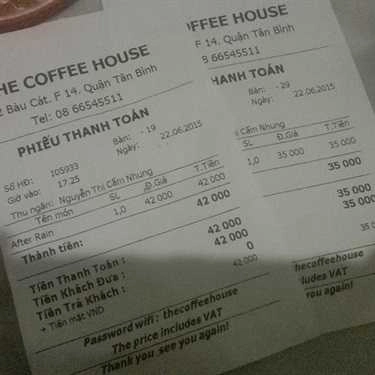 THE COFFEE HOUSE
2 Bàu Cát. F 14. Quận Tân Bình
Tel: 08 66545511
PHIẾU THANH TOÁN
Bàn: - 19
Ngày: 22.06.2015
Số HĐ: 105933
Giờ vào: 17:25
Thu ngân: Nguyễn Thị Cẩm Nhung
Tên món SL Đ.Giá T.Tiền
After Rain 1,0 42 000 42 000
Thành tiền: 42 000
Tiền Thanh Toán : 42 000
Tiền Khách Đưa : 42 000
Tiền Trả Khách : 0
+ Tiền mặt VND 42 000
Password wifi : thecoffeehouse
The price includes VAT
Thank you see you again!
OFFEE HOUSE
F 14. Quận Tân Bình
08 66545511
THANH TOÁN
Bàn: - 29
Ngày: 22.06.2015
Thị Cẩm Nhung
SL Đ.Giá T.Tiền
1,0 35 000 35 000
35 000
35 000
35 000
thecoffeehouse
ludes VAT
you again!